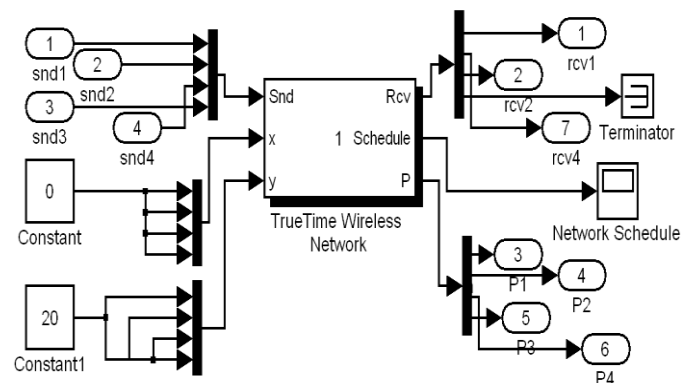 1
snd1
2
snd2
3
snd3
4
snd4
0
Constant
20
Constant1
Snd
x
y
1
Rcv
Schedule
P
TrueTime Wireless
Network
1
rcv1
2
rcv2
Terminator
7
rcv4
Network Schedule
3
P1
4
P2
5
P3
6
P4